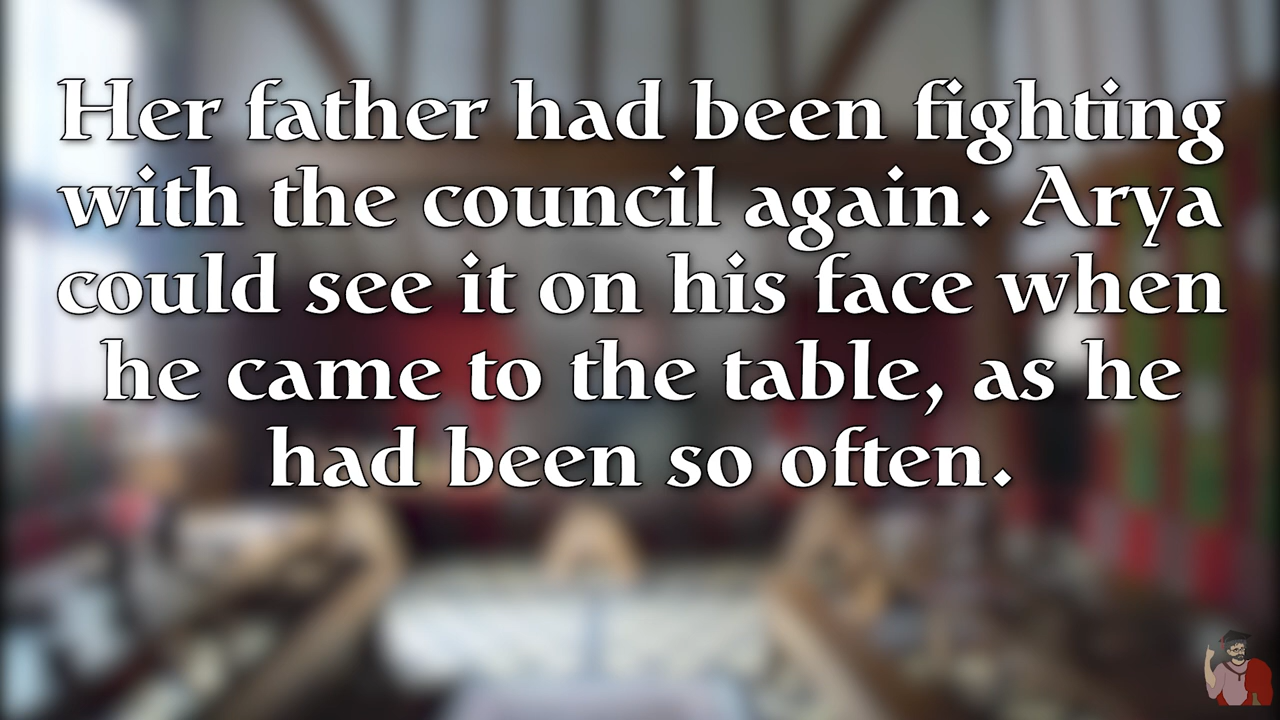 Her father had been fighting
with the council again. Arya
could see it on his face when
he came to the table, as he
had been so often.